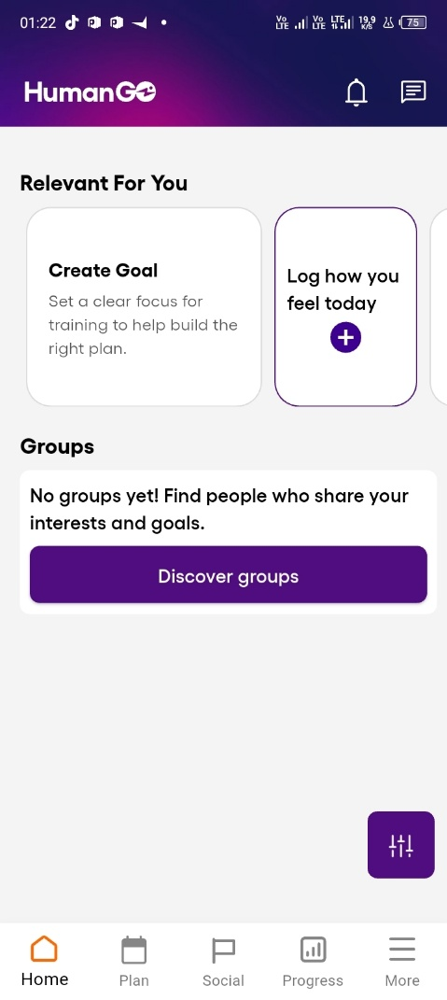 01:22
Vo LTE Vo LTE LTE 19,9 K/S 75
HumanGO
Relevant For You
Create Goal
Set a clear focus for
training to help build the
right plan.
Log how you
feel today
Groups
No groups yet! Find people who share your
interests and goals.
Discover groups
Home Plan Social Progress More